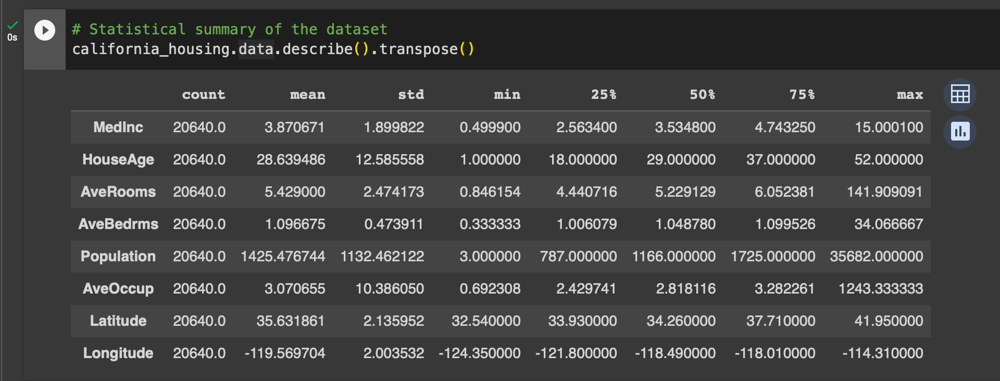 # Statistical summary of the dataset
0s
california_housing.data.describe().transpose()
count mean std min 25% 50% 75% max
MedInc 20640.0 3.870671 1.899822 0.499900 2.563400 3.534800 4.743250 15.000100
HouseAge 20640.0 28.639486 12.585558 1.000000 18.000000 29.000000 37.000000 52.000000
AveRooms 20640.0 5.429000 2.474173 0.846154 4.440716 5.229129 6.052381 141.909091
AveBedrms 20640.0 1.096675 0.473911 0.333333 1.006079 1.048780 1.099526 34.066667
Population 20640.0 1425.476744 1132.462122 3.000000 787.000000 1166.000000 1725.000000 35682.000000
AveOccup 20640.0 3.070655 10.386050 0.692308 2.429741 2.818116 3.282261 1243.333333
Latitude 20640.0 35.631861 2.135952 32.540000 33.930000 34.260000 37.710000 41.950000
Longitude 20640.0 -119.569704 2.003532 -124.350000 -121.800000 -118.490000 -118.010000 -114.310000